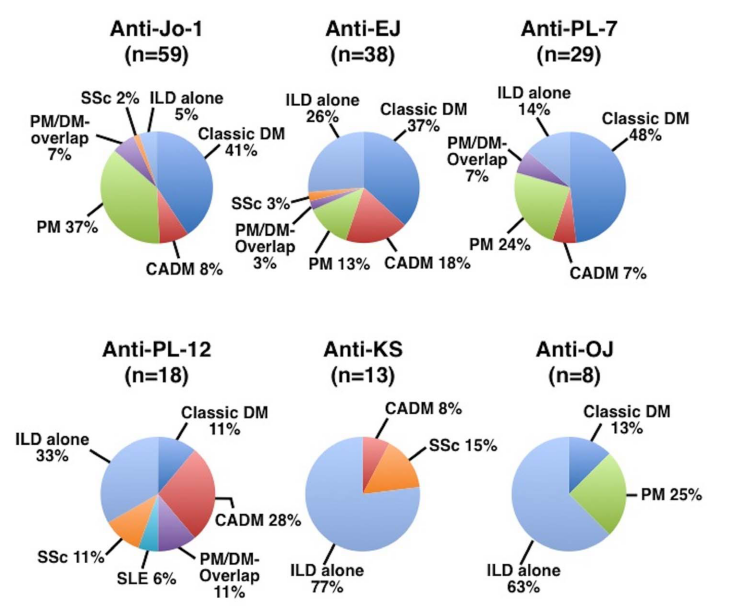 Anti-Jo-1
(n=59)
SSc 2%
ILD alone
5%
PM/DM-
overlap
7%
Classic DM
41%
PM 37%
CADM 8%
Anti-EJ
(n=38)
ILD alone
26%
Classic DM
37%
SSc 3%
PM/DM-
Overlap
3%
PM 13%
CADM 18%
Anti-PL-7
(n=29)
ILD alone
14%
Classic DM
48%
PM/DM-
Overlap
7%
PM 24%
CADM 7%
Anti-PL-12
(n=18)
Classic DM
11%
ILD alone
33%
CADM 28%
SSc 11%
SLE 6%
PM/DM-
Overlap
11%
Anti-KS
(n=13)
CADM 8%
SSc 15%
ILD alone
77%
Anti-OJ
(n=8)
Classic DM
13%
PM 25%
ILD alone
63%